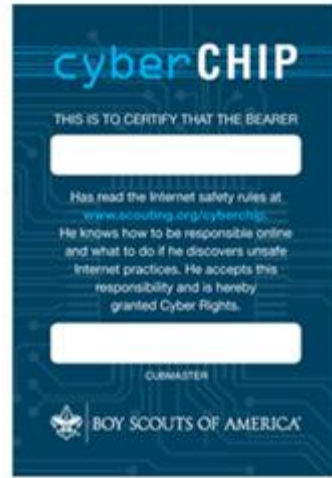 cyberCHIP
THIS IS TO CERTIFY THAT THE BEARER
Has read the Internet safety rules at
www.scouting.org/cyberchip.
He knows how to be responsible online
and what to do if he discovers unsafe
Internet practices. He accepts this
responsibility and is hereby
granted Cyber Rights.
CUBMASTER
BOY SCOUTS OF AMERICA®